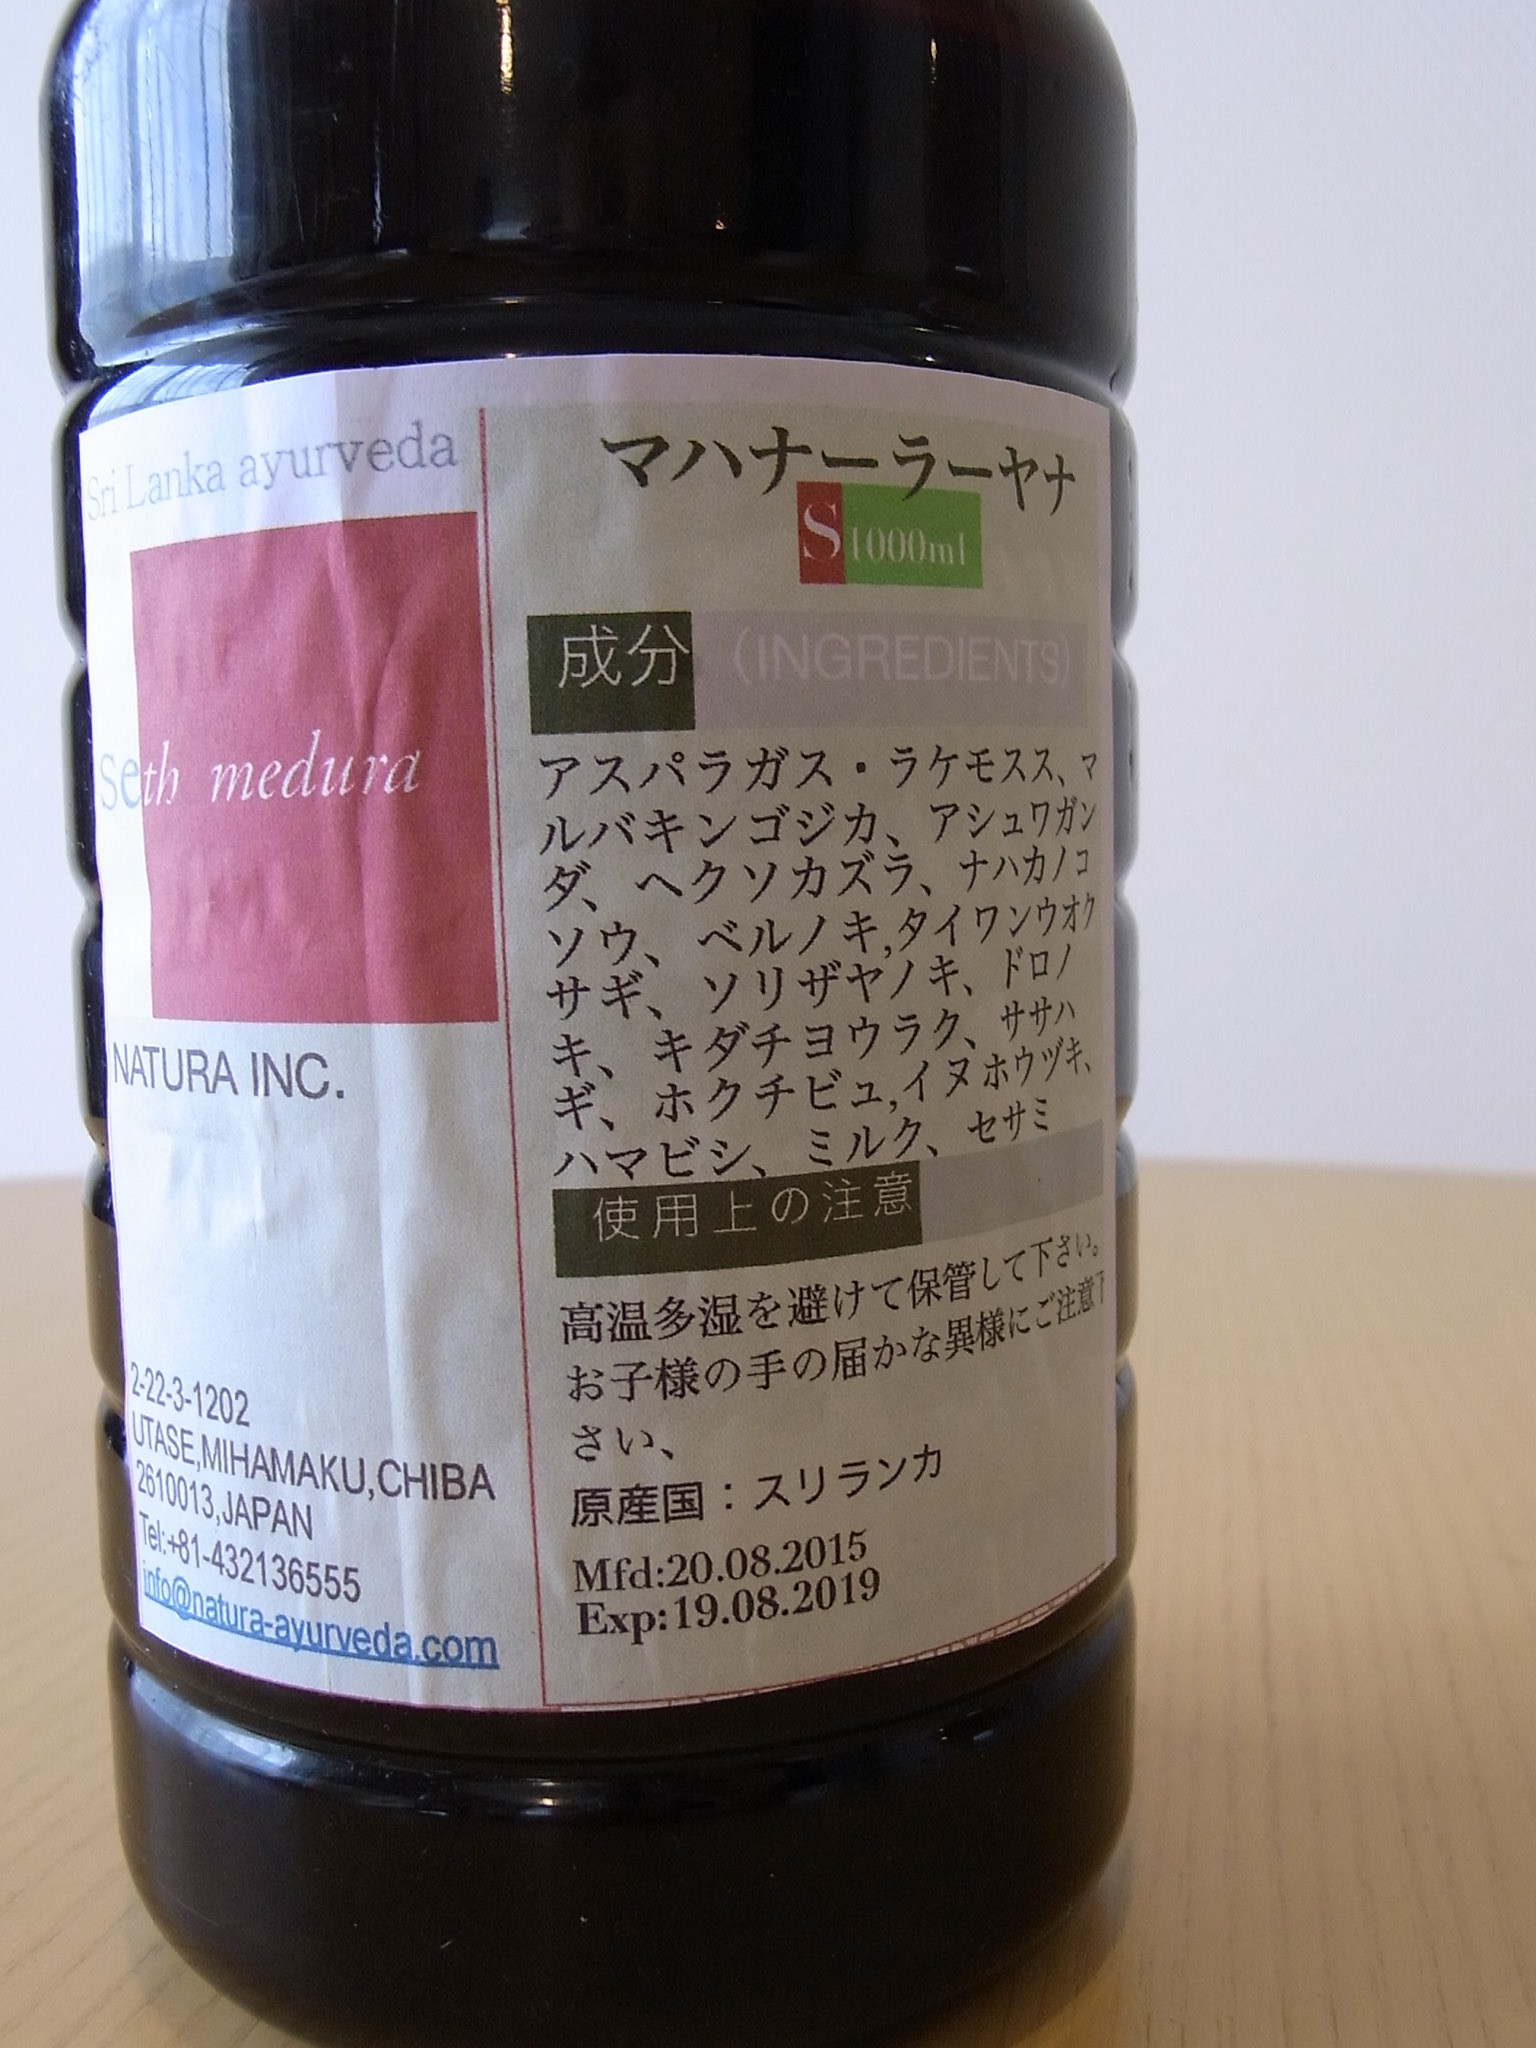 Sri Lanka ayurveda
seth medura
NATURA INC.
2-22-3-1202
UTASE,MIHAMAKU,CHIBA
2610013,JAPAN
Tel:+81-432136555
info@natura-ayurveda.com
マハナーラーヤナ
S 1000ml
成分 (INGREDIENTS)
アスパラガス・ラケモスス、マ
ルバキンゴジカ、アシュワガン
ダ、ヘクソカズラ、ナハカノコ
ソウ、ベルノキ,タイワンウオク
サギ、ソリザヤノキ、ドロノ
キ、キダチヨウラク、ササハ
ギ、ホクチビュ,イヌホウヅキ、
ハマビシ、ミルク、セサミ
使用上の注意
高温多湿を避けて保管して下さい。
お子様の手の届かな異様にご注意下
さい、
原産国：スリランカ
Mfd:20.08.2015
Exp:19.08.2019